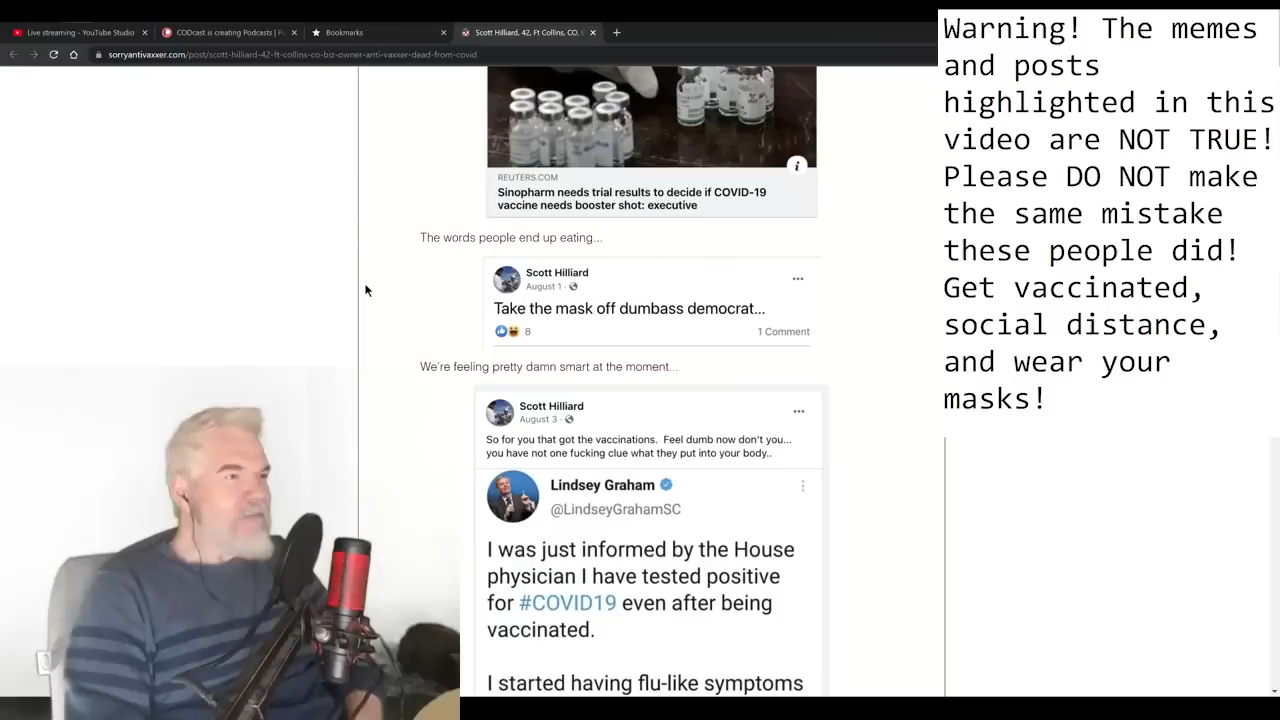 Live streaming - YouTube Studio
CODcast is creating Podcasts | P
Bookmarks
Scott Hilliard, 42, Ft Collins, CO,
sorryantivaxxer.com/post/scott-hilliard-42-ft-collins-co-biz-owner-anti-vaxxer-dead-from-covid
REUTERS.COM
Sinopharm needs trial results to decide if COVID-19
vaccine needs booster shot: executive
The words people end up eating...
Scott Hilliard
August 1 ·
Take the mask off dumbass democrat...
8
1 Comment
We're feeling pretty damn smart at the moment...
Scott Hilliard
August 3 ·
So for you that got the vaccinations. Feel dumb now don't you...
you have not one fucking clue what they put into your body..
Lindsey Graham
@LindseyGrahamSC
I was just informed by the House
physician I have tested positive
for #COVID19 even after being
vaccinated.
I started having flu-like symptoms
Warning! The memes
and posts
highlighted in this
video are NOT TRUE!
Please DO NOT make
the same mistake
these people did!
Get vaccinated,
social distance,
and wear your
masks!